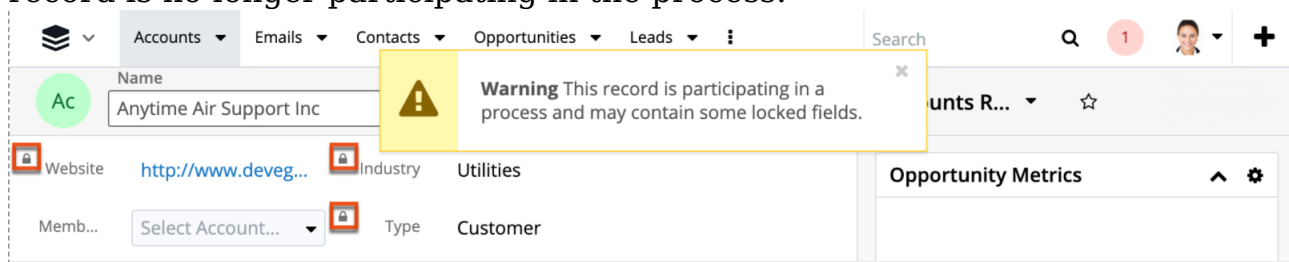 record is no longer participating in the process.
Accounts Emails Contacts Opportunities Leads Search 1
Name
Ac Anytime Air Support Inc
Warning This record is participating in a
process and may contain some locked fields.
unts R...
Website http://www.deveg... Industry Utilities
Opportunity Metrics
Memb... Select Account... Type Customer